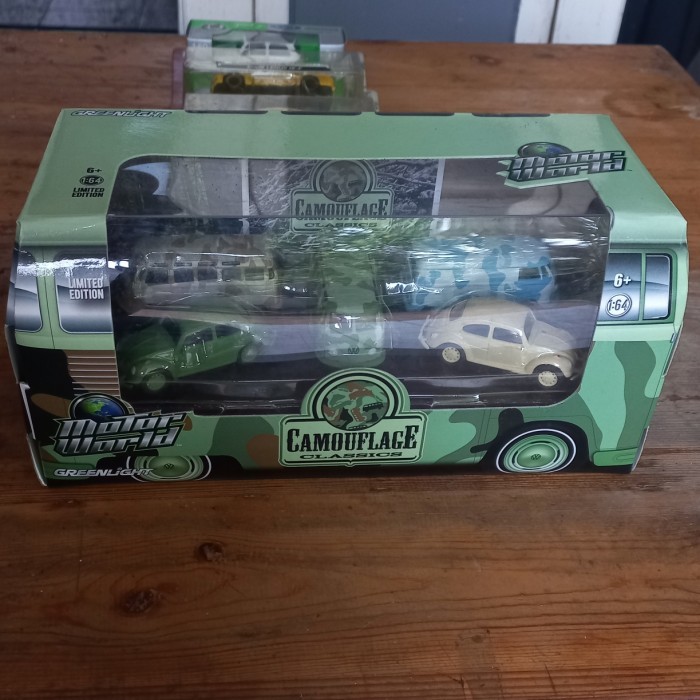 GREENLIGHT
6+
1:64
LIMITED
EDITION
Motor
World
CAMOUFLAGE
CLASSICS
LIMITED
EDITION
6+
1:64
Motor
World
GREENLIGHT
CAMOUFLAGE
CLASSICS